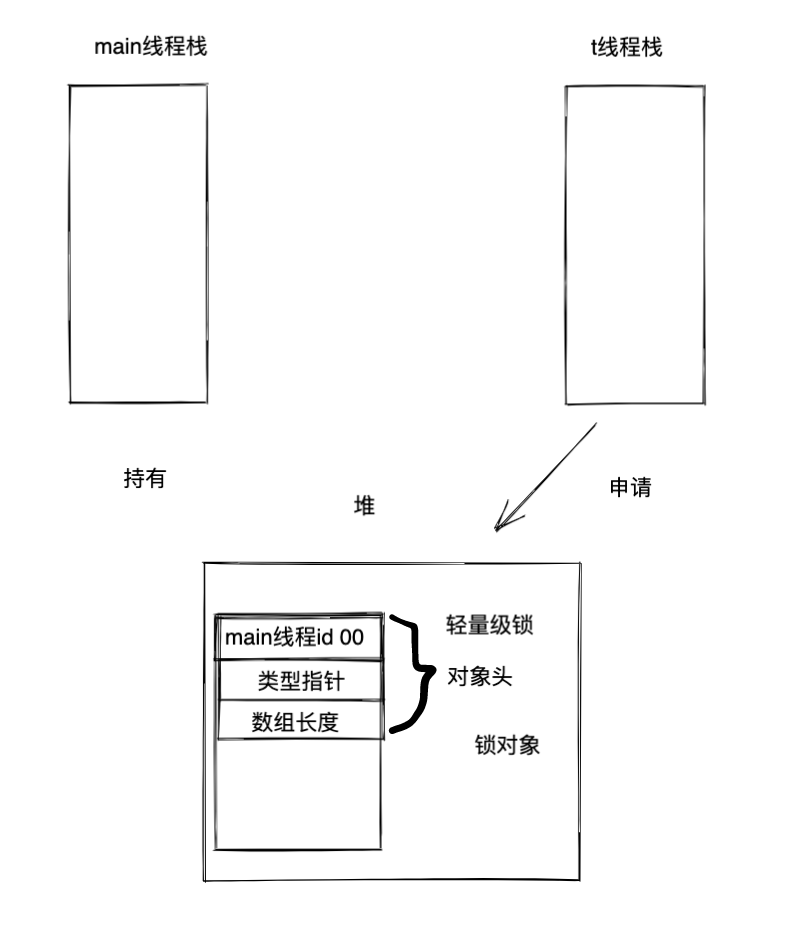 main线程栈
t线程栈
持有
申请
堆
main线程id 00
轻量级锁
类型指针
对象头
数组长度
锁对象